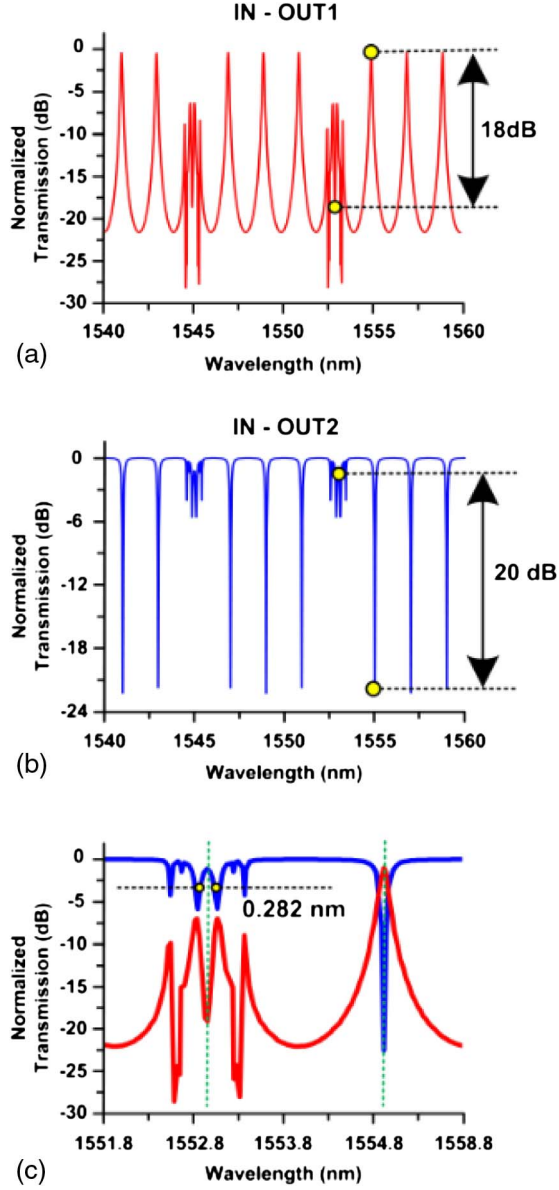 IN - OUT1
Normalized
Transmission (dB)
0
-5
-10
-15
-20
-25
-30
18dB
1540
1545
1550
1555
1560
Wavelength (nm)
(a)
IN - OUT2
Normalized
Transmission (dB)
0
-6
-12
-18
-24
20 dB
1540
1545
1550
1555
1560
Wavelength (nm)
(b)
Normalized
Transmission (dB)
0
-5
-10
-15
-20
-25
-30
0.282 nm
1551.8
1552.8
1553.8
1554.8
1558.8
Wavelength (nm)
(c)